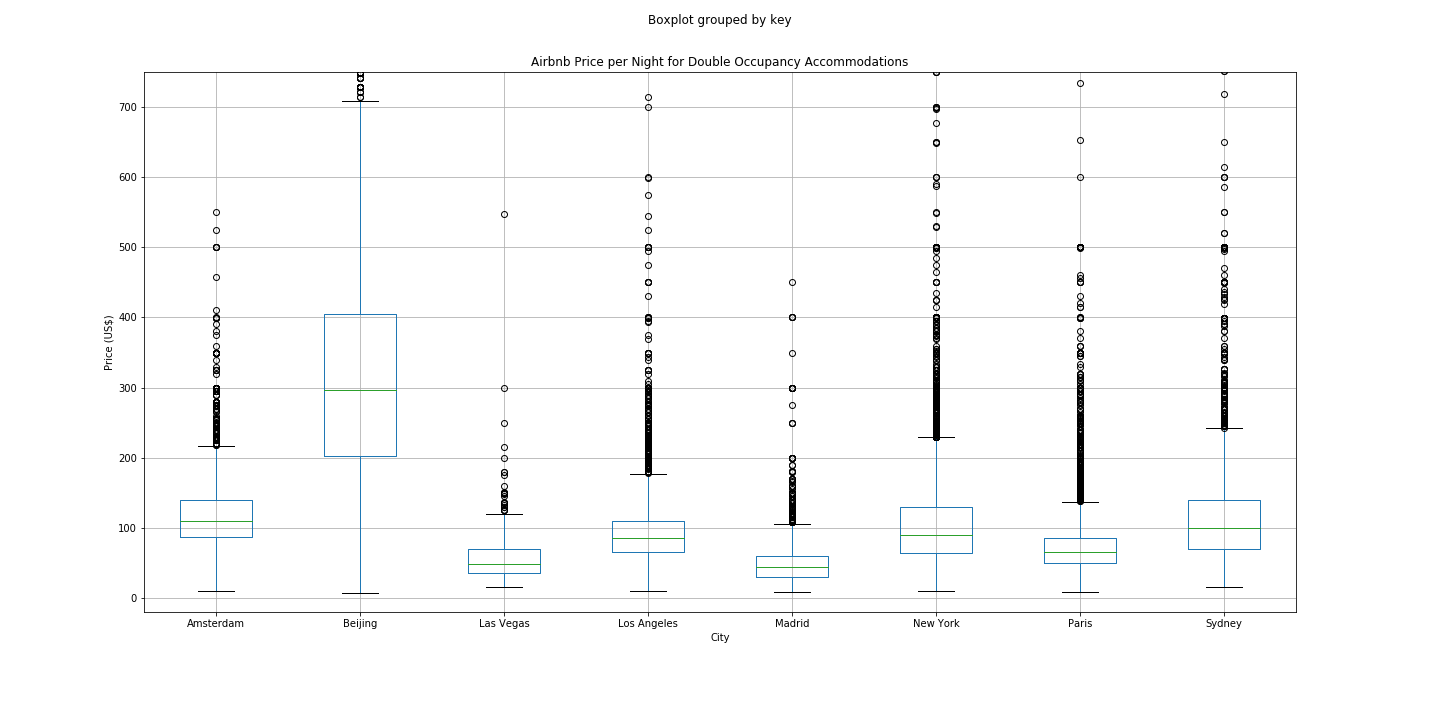 Boxplot grouped by key
Airbnb Price per Night for Double Occupancy Accommodations
Price (US$)
700
600
500
400
300
200
100
0
Amsterdam Beijing Las Vegas Los Angeles Madrid New York Paris Sydney
City